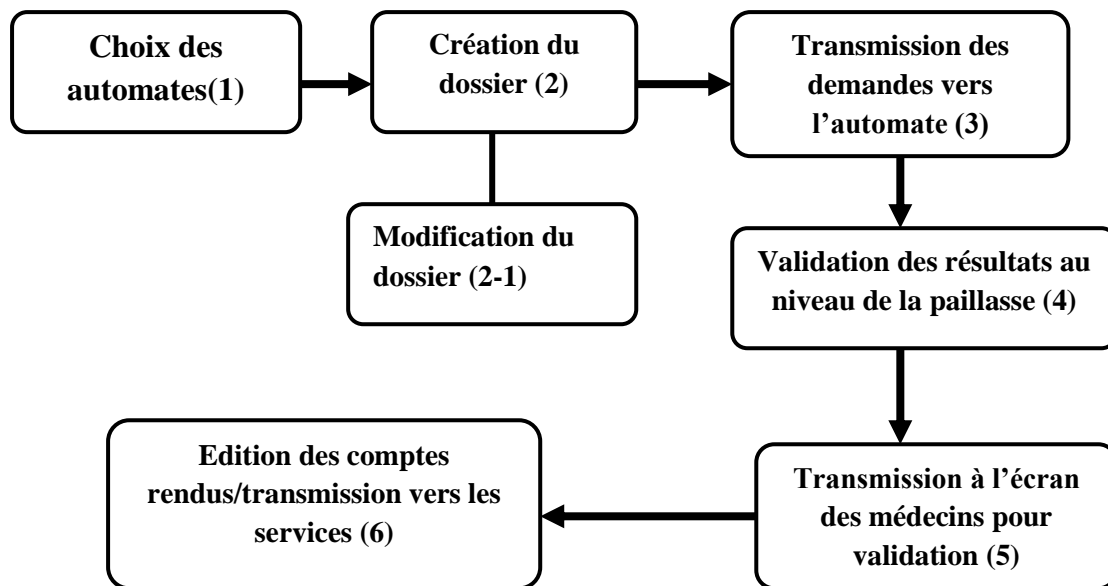 Choix des
automates(1)
Création du
dossier (2)
Transmission des
demandes vers
l’automate (3)
Modification du
dossier (2-1)
Validation des résultats au
niveau de la paillasse (4)
Transmission à l’écran
des médecins pour
validation (5)
Edition des comptes
rendus/transmission vers les
services (6)